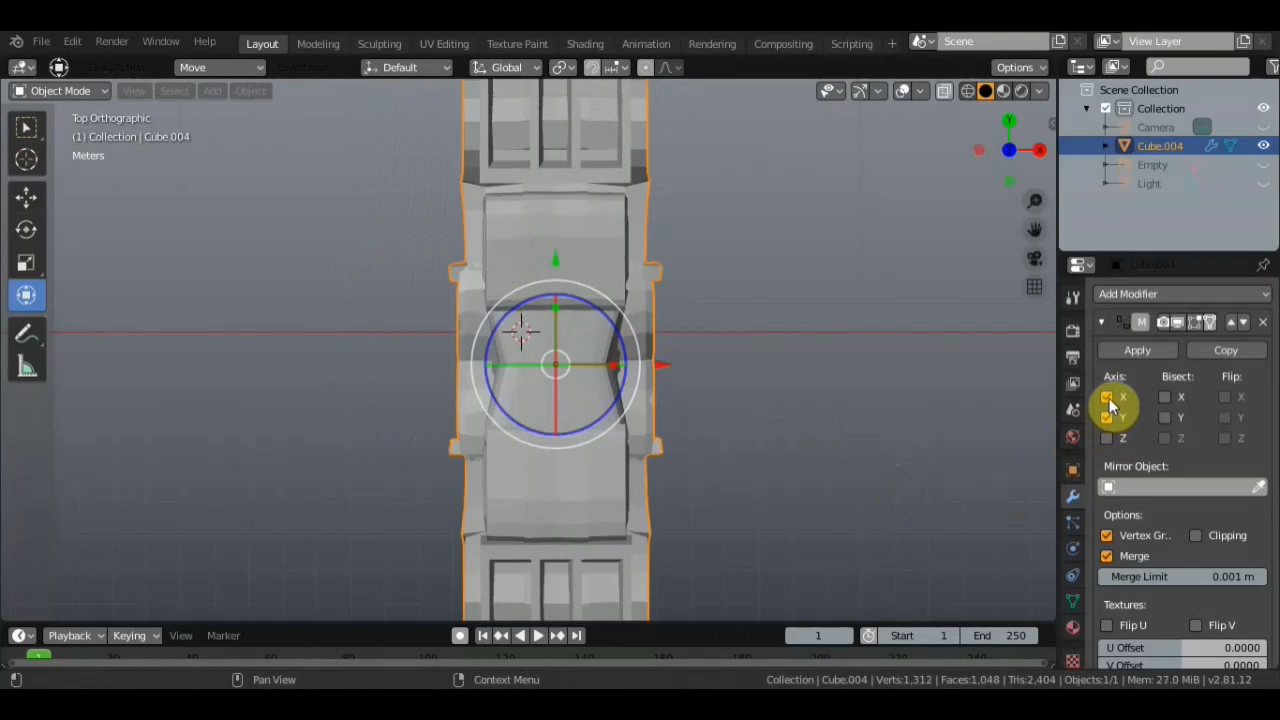 File Edit Render Window Help Layout Modeling Sculpting UV Editing Texture Paint Shading Animation Rendering Compositing Scripting Scene View Layer
Move Default Global Options
Object Mode View Select Add Object
Scene Collection
Collection
Camera
Cube.004
Empty
Light
Top Orthographic
(1) Collection | Cube.004
Meters
Y
X
Cube.004
Add Modifier
M
Apply Copy
Axis: Bisect: Flip:
X X X
Y Y Y
Z Z Z
Mirror Object:
Options:
Vertex Gr.. Clipping
Merge
Merge Limit 0.001 m
Textures:
Flip U Flip V
U Offset 0.0000
V Offset 0.0000
Playback Keying View Marker 1 Start 1 End 250
1 20
Pan View Context Menu Collection | Cube.004 | Verts:1,312 | Faces:1,048 | Tris:2,404 | Objects:1/1 | Mem: 27.0 MiB | v2.81.12